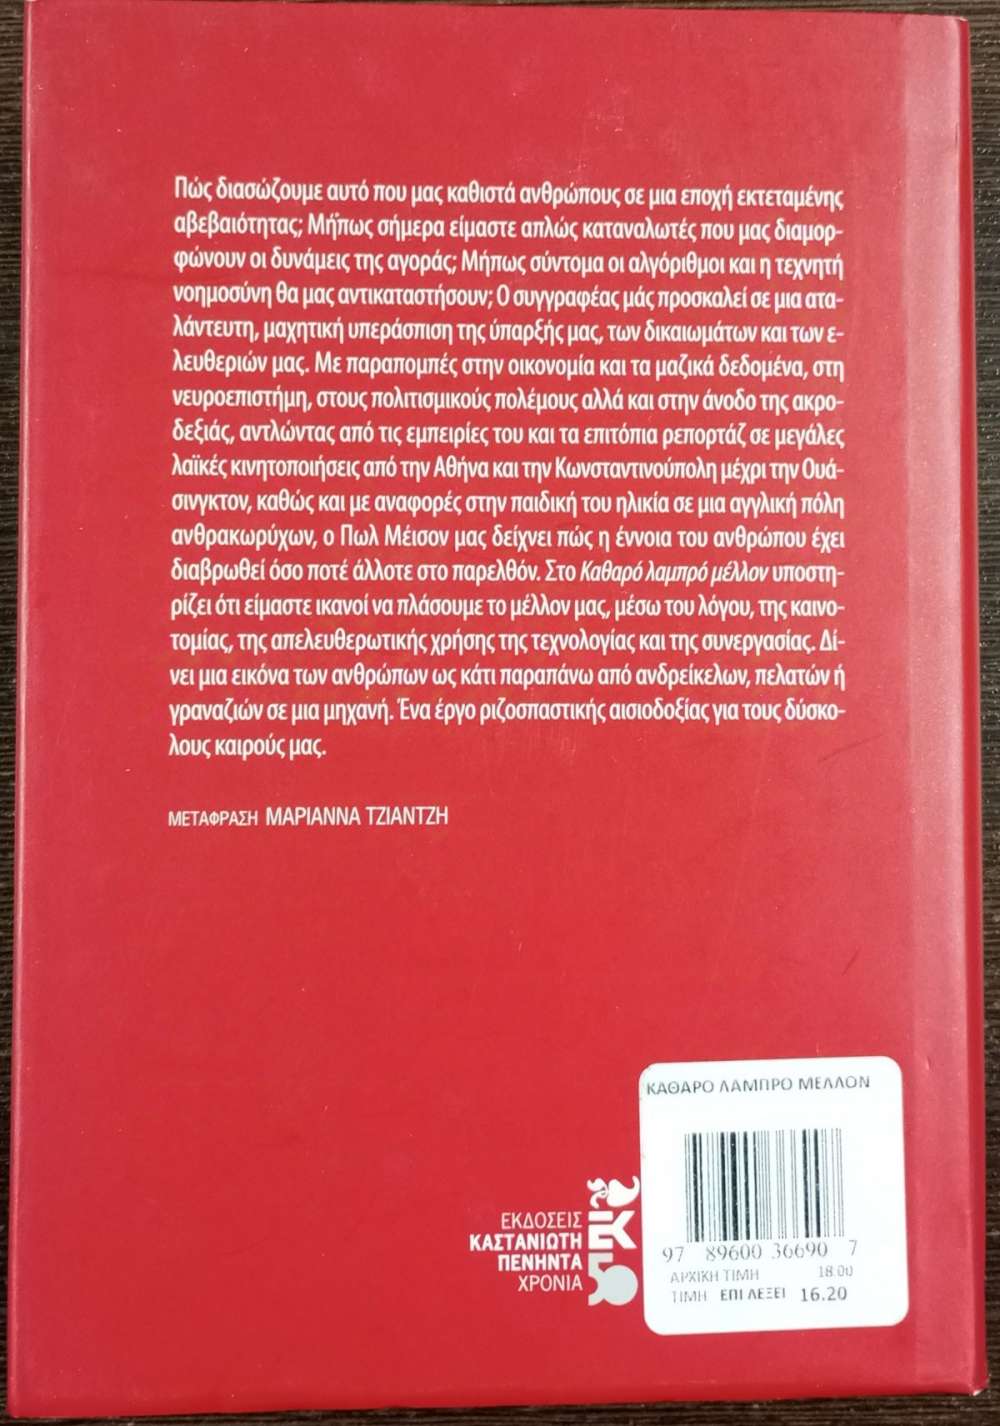 Πώς διασώζουμε αυτό που μας καθιστά ανθρώπους σε μια εποχή εκτεταμένης
αβεβαιότητας; Μήπως σήμερα είμαστε απλώς καταναλωτές που μας διαμορ-
φώνουν οι δυνάμεις της αγοράς; Μήπως σύντομα οι αλγόριθμοι και η τεχνητή
νοημοσύνη θα μας αντικαταστήσουν; Ο συγγραφέας μάς προσκαλεί σε μια ατα-
λάντευτη, μαχητική υπεράσπιση της ύπαρξής μας, των δικαιωμάτων και των ε-
λευθεριών μας. Με παραπομπές στην οικονομία και τα μαζικά δεδομένα, στη
νευροεπιστήμη, στους πολιτισμικούς πολέμους αλλά και στην άνοδο της ακρο-
δεξιάς, αντλώντας από τις εμπειρίες του και τα επιτόπια ρεπορτάζ σε μεγάλες
λαϊκές κινητοποιήσεις από την Αθήνα και την Κωνσταντινούπολη μέχρι την Ουά-
σινγκτον, καθώς και με αναφορές στην παιδική του ηλικία σε μια αγγλική πόλη
ανθρακωρύχων, ο Πωλ Μέισον μας δείχνει πώς η έννοια του ανθρώπου έχει
διαβρωθεί όσο ποτέ άλλοτε στο παρελθόν. Στο Καθαρό λαμπρό μέλλον υποστη-
ρίζει ότι είμαστε ικανοί να πλάσουμε το μέλλον μας, μέσω του λόγου, της καινο-
τομίας, της απελευθερωτικής χρήσης της τεχνολογίας και της συνεργασίας. Δί-
νει μια εικόνα των ανθρώπων ως κάτι παραπάνω από ανδρείκελων, πελατών ή
γραναζιών σε μια μηχανή. Ένα έργο ριζοσπαστικής αισιοδοξίας για τους δύσκο-
λους καιρούς μας.
ΜΕΤΑΦΡΑΣΗ ΜΑΡΙΑΝΝΑ ΤΖΙΑΝΤΖΗ
ΕΚΔΟΣΕΙΣ
ΚΑΣΤΑΝΙΩΤΗ
ΠΕΝΗΝΤΑ
ΧΡΟΝΙΑ
ΚΑΘΑΡΟ ΛΑΜΠΡΟ ΜΕΛΛΟΝ
97 89600 36690 7
ΑΡΧΙΚΗ ΤΙΜΗ 18.00
ΤΙΜΗ ΕΠΙ ΛΕΞΕΙ 16.20